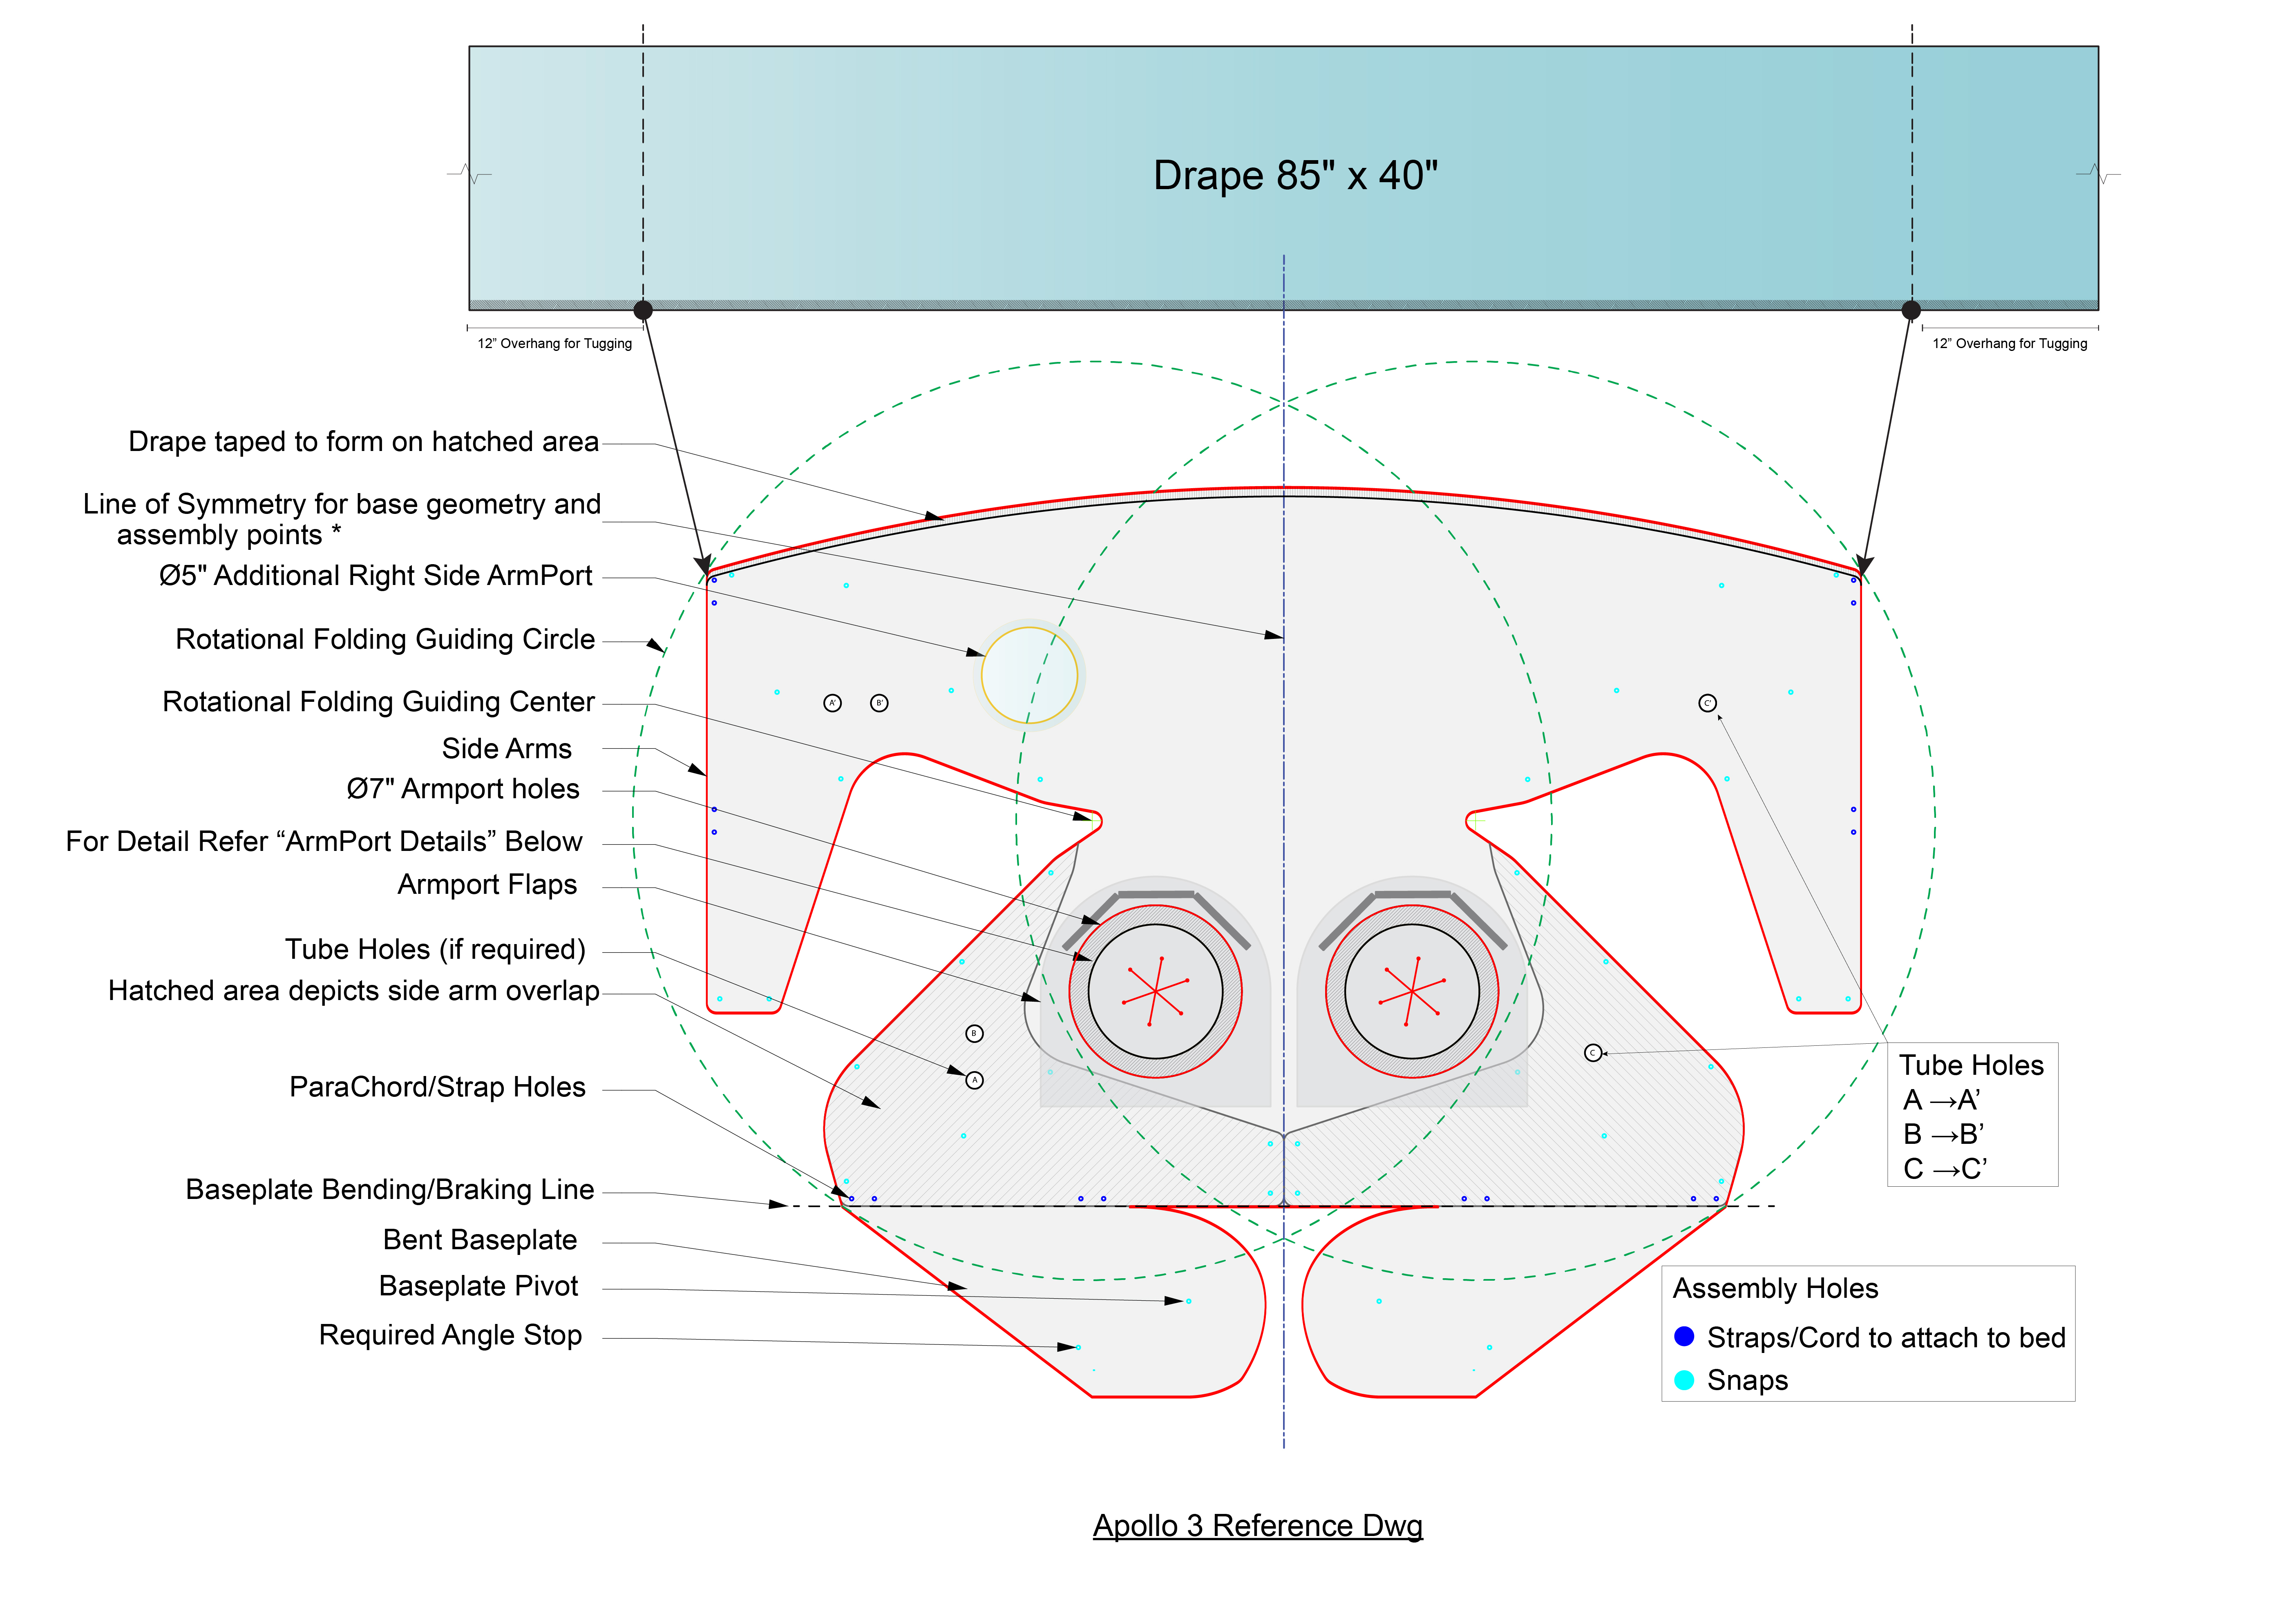 Drape 85" x 40"
12” Overhang for Tugging
12” Overhang for Tugging
Drape taped to form on hatched area
Line of Symmetry for base geometry and
assembly points *
Ø5" Additional Right Side ArmPort
Rotational Folding Guiding Circle
Rotational Folding Guiding Center
A' B' C'
Side Arms
Ø7" Armport holes
For Detail Refer “ArmPort Details” Below
Armport Flaps
Tube Holes (if required)
Hatched area depicts side arm overlap
B
C
A
ParaChord/Strap Holes
Tube Holes
A →A’
B →B’
C →C’
Baseplate Bending/Braking Line
Bent Baseplate
Baseplate Pivot
Required Angle Stop
Assembly Holes
Straps/Cord to attach to bed
Snaps
Apollo 3 Reference Dwg